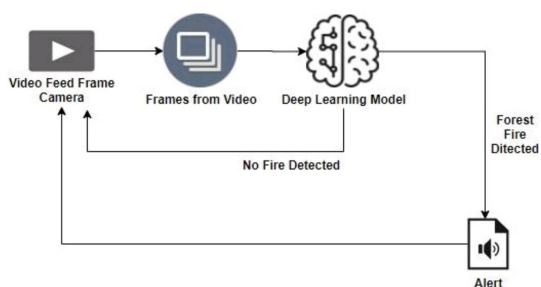 Video Feed Frame
Camera
Frames from Video
Deep Learning Model
No Fire Detected
Forest
Fire
Ditected
Alert